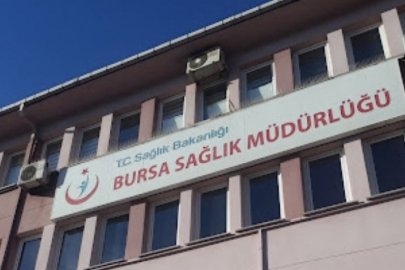 T.C. Sağlık Bakanlığı
BURSA SAĞLIK MÜDÜRLÜĞÜ